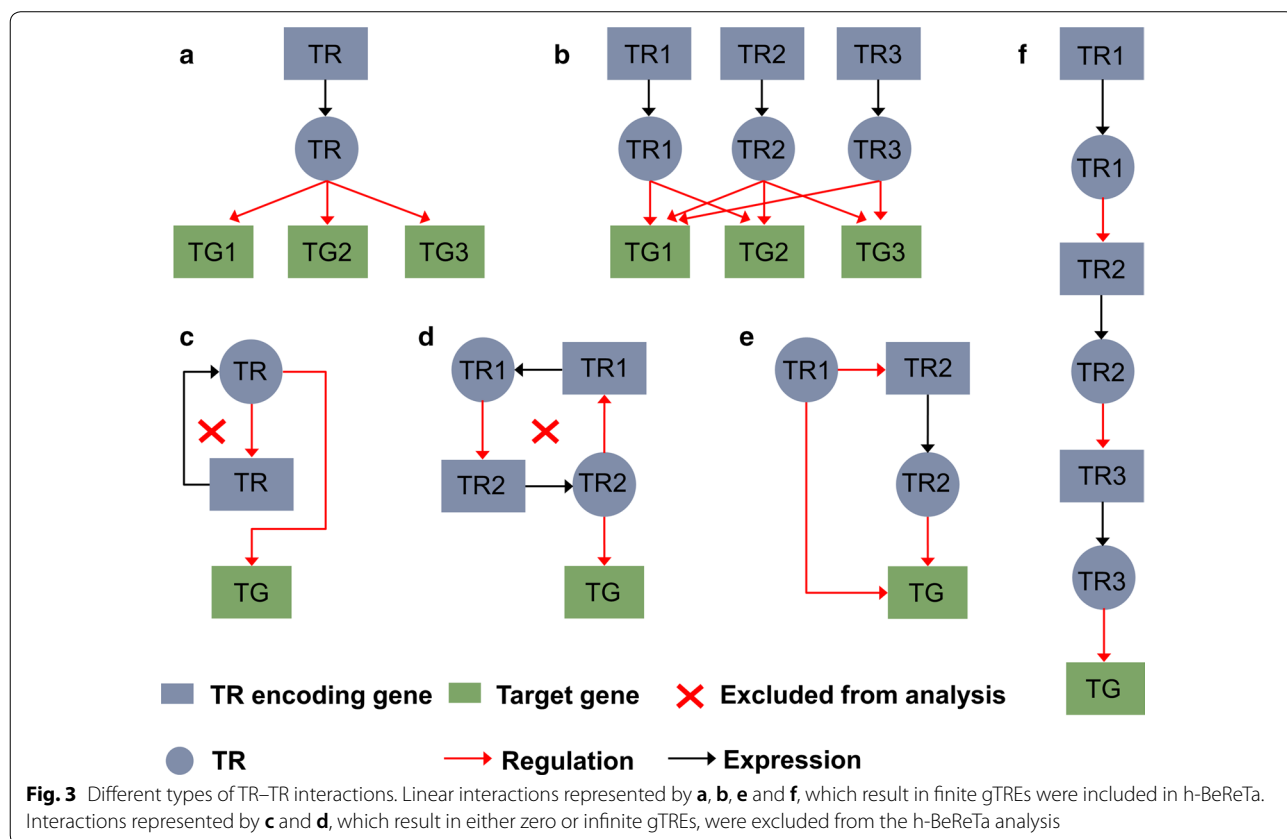 a
TR
TR
TG1 TG2 TG3
b
TR1 TR2 TR3
TR1 TR2 TR3
TG1 TG2 TG3
c
TR
TR
TG
d
TR1 TR1
TR2 TR2
TG
e
TR1 TR2
TR2
TG
f
TR1
TR1
TR2
TR2
TR3
TR3
TG
TR encoding gene Target gene Excluded from analysis
TR Regulation Expression
Fig. 3 Different types of TR–TR interactions. Linear interactions represented by a, b, e and f, which result in finite gTREs were included in h-BeReTa.
Interactions represented by c and d, which result in either zero or infinite gTREs, were excluded from the h-BeReTa analysis